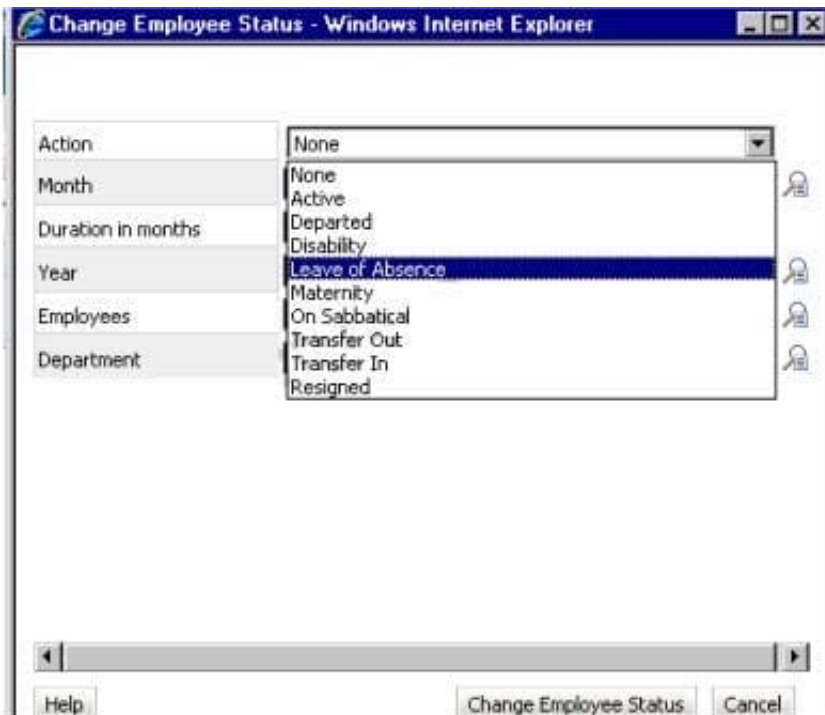 Change Employee Status - Windows Internet Explorer
Action
None
Month
Duration in months
Year
Employees
Department
None
Active
Departed
Disability
Leave of Absence
Maternity
On Sabbatical
Transfer Out
Transfer In
Resigned
Help
Change Employee Status
Cancel